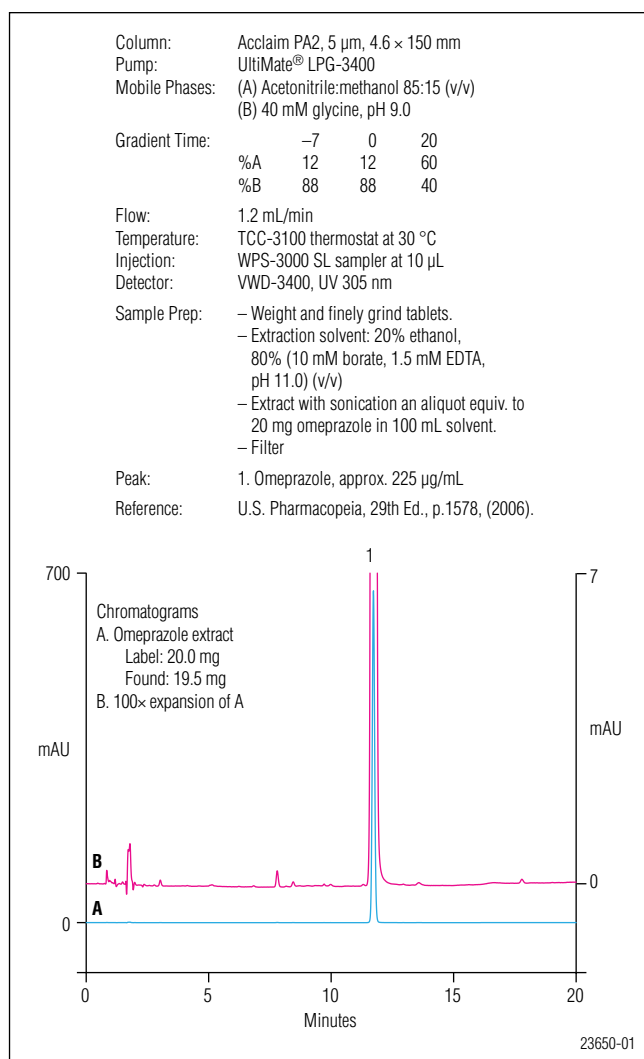 Column: Acclaim PA2, 5 µm, 4.6 × 150 mm
Pump: UltiMate® LPG-3400
Mobile Phases: (A) Acetonitrile:methanol 85:15 (v/v)
(B) 40 mM glycine, pH 9.0
Gradient Time: –7 0 20
%A 12 12 60
%B 88 88 40
Flow: 1.2 mL/min
Temperature: TCC-3100 thermostat at 30 °C
Injection: WPS-3000 SL sampler at 10 µL
Detector: VWD-3400, UV 305 nm
Sample Prep: – Weight and finely grind tablets.
– Extraction solvent: 20% ethanol,
80% (10 mM borate, 1.5 mM EDTA,
pH 11.0) (v/v)
– Extract with sonication an aliquot equiv. to
20 mg omeprazole in 100 mL solvent.
– Filter
Peak: 1. Omeprazole, approx. 225 µg/mL
Reference: U.S. Pharmacopeia, 29th Ed., p.1578, (2006).
1
700 7
Chromatograms
A. Omeprazole extract
Label: 20.0 mg
Found: 19.5 mg
B. 100× expansion of A
mAU mAU
B
0
A
0
0 5 10 15 20
Minutes
23650-01